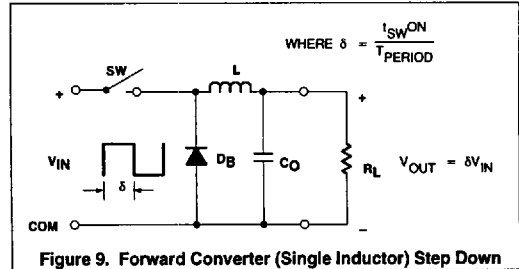 WHERE δ = tSWON / TPERIOD
SW
L
+
+
VIN
δ
DB
CO
RL
VOUT = δVIN
COM
–
Figure 9. Forward Converter (Single Inductor) Step Down